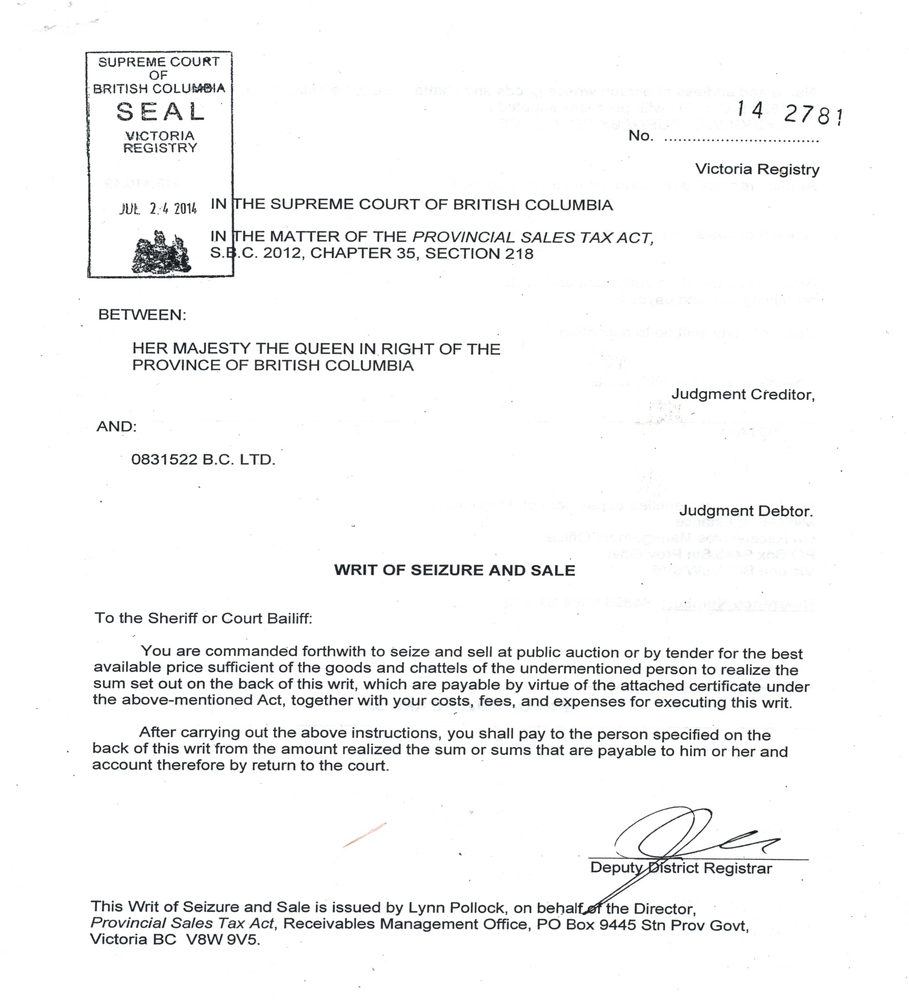 SUPREME COURT
OF
BRITISH COLUMBIA
SEAL
VICTORIA
REGISTRY
JUL 24 2014
14 2781
No. ................................
Victoria Registry
IN THE SUPREME COURT OF BRITISH COLUMBIA
IN THE MATTER OF THE PROVINCIAL SALES TAX ACT,
S.B.C. 2012, CHAPTER 35, SECTION 218
BETWEEN:
HER MAJESTY THE QUEEN IN RIGHT OF THE
PROVINCE OF BRITISH COLUMBIA
Judgment Creditor,
AND:
0831522 B.C. LTD.
Judgment Debtor.
WRIT OF SEIZURE AND SALE
To the Sheriff or Court Bailiff:
You are commanded forthwith to seize and sell at public auction or by tender for the best
available price sufficient of the goods and chattels of the undermentioned person to realize the
sum set out on the back of this writ, which are payable by virtue of the attached certificate under
the above-mentioned Act, together with your costs, fees, and expenses for executing this writ.
After carrying out the above instructions, you shall pay to the person specified on the
back of this writ from the amount realized the sum or sums that are payable to him or her and
account therefore by return to the court.
Deputy District Registrar
This Writ of Seizure and Sale is issued by Lynn Pollock, on behalf of the Director,
Provincial Sales Tax Act, Receivables Management Office, PO Box 9445 Stn Prov Govt,
Victoria BC V8W 9V5.